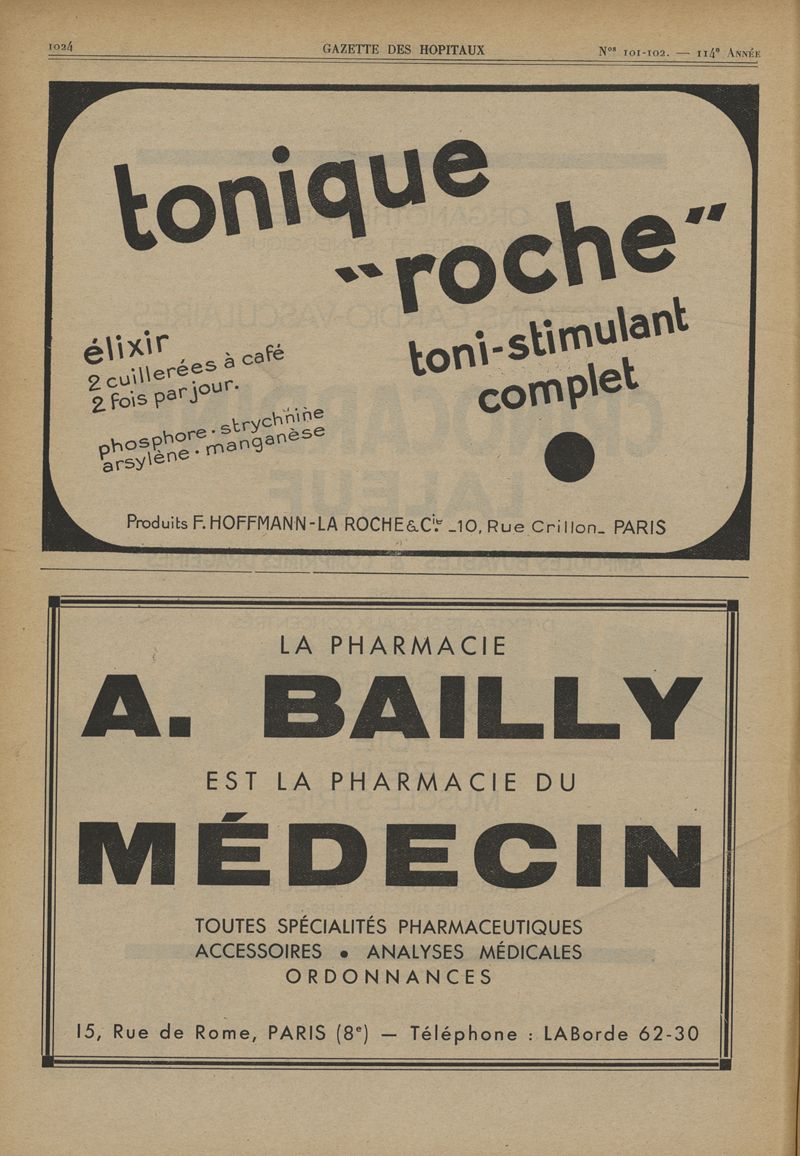 1024
GAZETTE DES HOPITAUX
Nos 101-102. — 114e ANNÉE
tonique
"roche"
toni-stimulant
complet
élixir
2 cuillerées à café
2 fois par jour.
phosphore · strychnine
arsylène · manganèse
Produits F. HOFFMANN-LA ROCHE & Cie _10, Rue Crillon_ PARIS
LA PHARMACIE
A. BAILLY
EST LA PHARMACIE DU
MÉDECIN
TOUTES SPÉCIALITÉS PHARMACEUTIQUES
ACCESSOIRES • ANALYSES MÉDICALES
ORDONNANCES
15, Rue de Rome, PARIS (8e) — Téléphone : LABorde 62-30